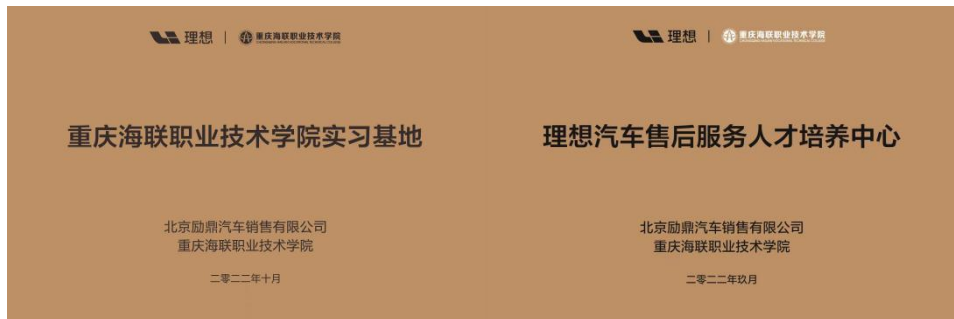 理想 | 重庆海联职业技术学院
重庆海联职业技术学院实习基地
北京励鼎汽车销售有限公司
重庆海联职业技术学院
二零二二年十月
理想 | 重庆海联职业技术学院
理想汽车售后服务人才培养中心
北京励鼎汽车销售有限公司
重庆海联职业技术学院
二零二二年玖月